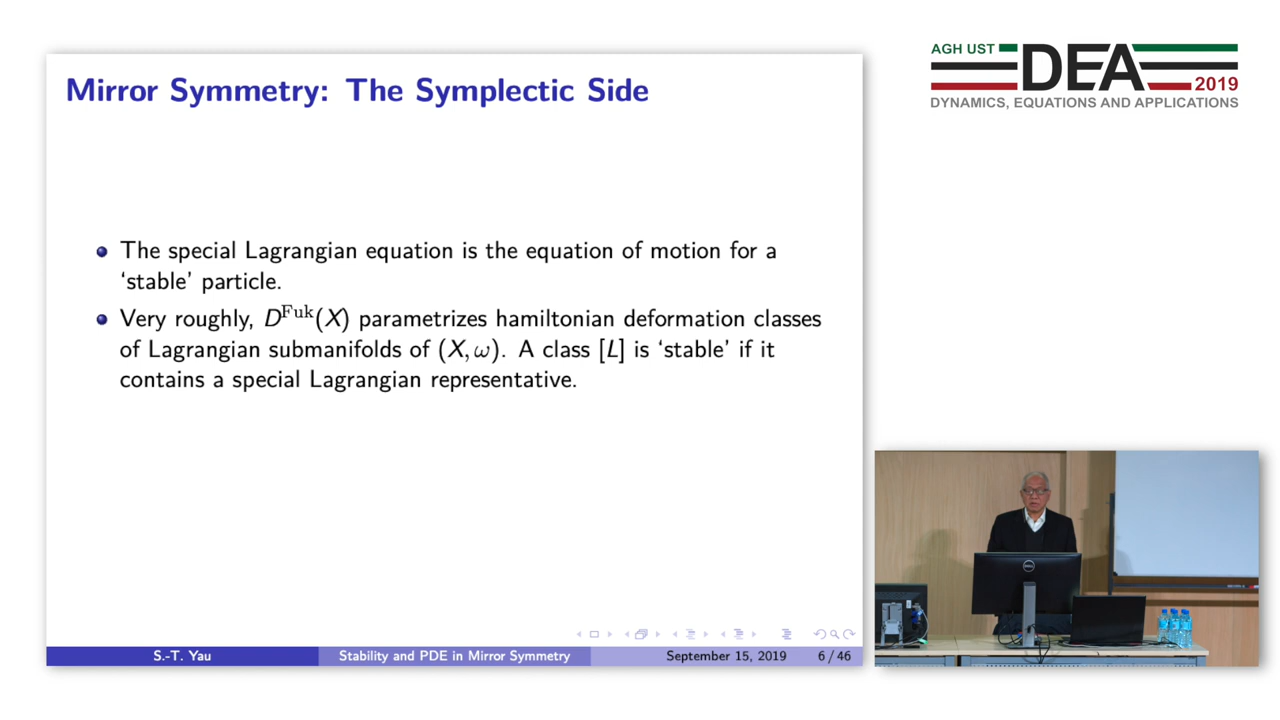 Mirror Symmetry: The Symplectic Side
The special Lagrangian equation is the equation of motion for a
‘stable’ particle.
Very roughly, D^Fuk(X) parametrizes hamiltonian deformation classes
of Lagrangian submanifolds of (X, ω). A class [L] is ‘stable’ if it
contains a special Lagrangian representative.
S.-T. Yau
Stability and PDE in Mirror Symmetry
September 15, 2019
6 / 46
AGH UST
DEA
2019
DYNAMICS, EQUATIONS AND APPLICATIONS
DELL